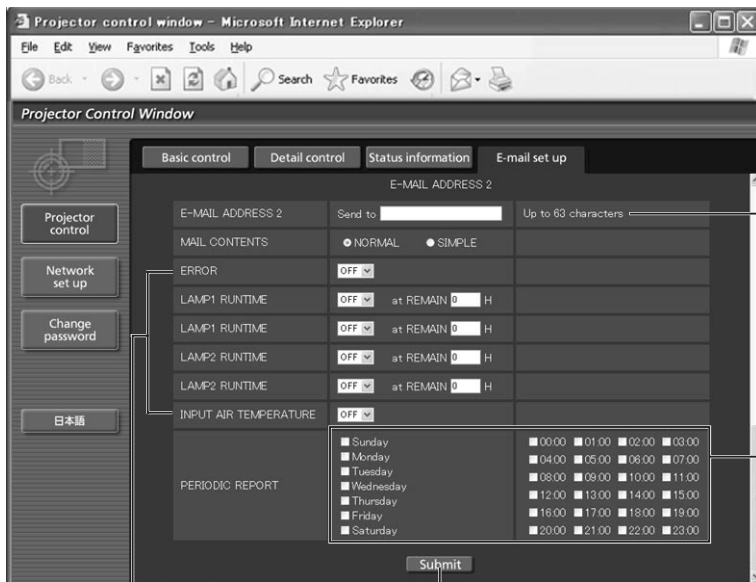 Projector control window - Microsoft Internet Explorer
File Edit View Favorites Tools Help
Back Search Favorites
Projector Control Window
Basic control Detail control Status information E-mail set up
E-MAIL ADDRESS 2
Projector control
Network set up
Change password
日本語
E-MAIL ADDRESS 2 Send to Up to 63 characters
MAIL CONTENTS NORMAL SIMPLE
ERROR OFF
LAMP1 RUNTIME OFF at REMAIN 0 H
LAMP1 RUNTIME OFF at REMAIN 0 H
LAMP2 RUNTIME OFF at REMAIN 0 H
LAMP2 RUNTIME OFF at REMAIN 0 H
INPUT AIR TEMPERATURE OFF
PERIODIC REPORT
Sunday
Monday
Tuesday
Wednesday
Thursday
Friday
Saturday
00:00 01:00 02:00 03:00
04:00 05:00 06:00 07:00
08:00 09:00 10:00 11:00
12:00 13:00 14:00 15:00
16:00 17:00 18:00 19:00
20:00 21:00 22:00 23:00
Submit